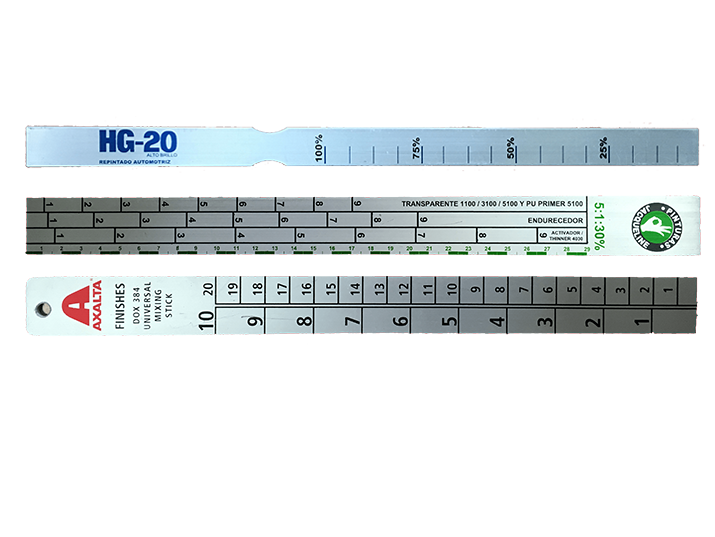 HG-20
ALTO BRILLO
REPINTADO AUTOMOTRIZ
100% 75% 50% 25%
1 2 3 4 5 6 7 8 9 TRANSPARENTE 1100 / 3100 / 5100 Y PU PRIMER 5100
1 2 3 4 5 6 7 8 9 ENDURECEDOR
1 2 3 4 5 6 7 8 9 ACTIVADOR /
THINNER 4036
1 2 3 4 5 6 7 8 9 10 11 12 13 14 15 16 17 18 19 20 21 22 23 24 25 26 27 28 29
5:1:30%
PINTURAS
AXALTA
FINISHES
DOX 384
UNIVERSAL
MIXING
STICK
20 19 18 17 16 15 14 13 12 11 10 9 8 7 6 5 4 3 2 1
10 9 8 7 6 5 4 3 2 1